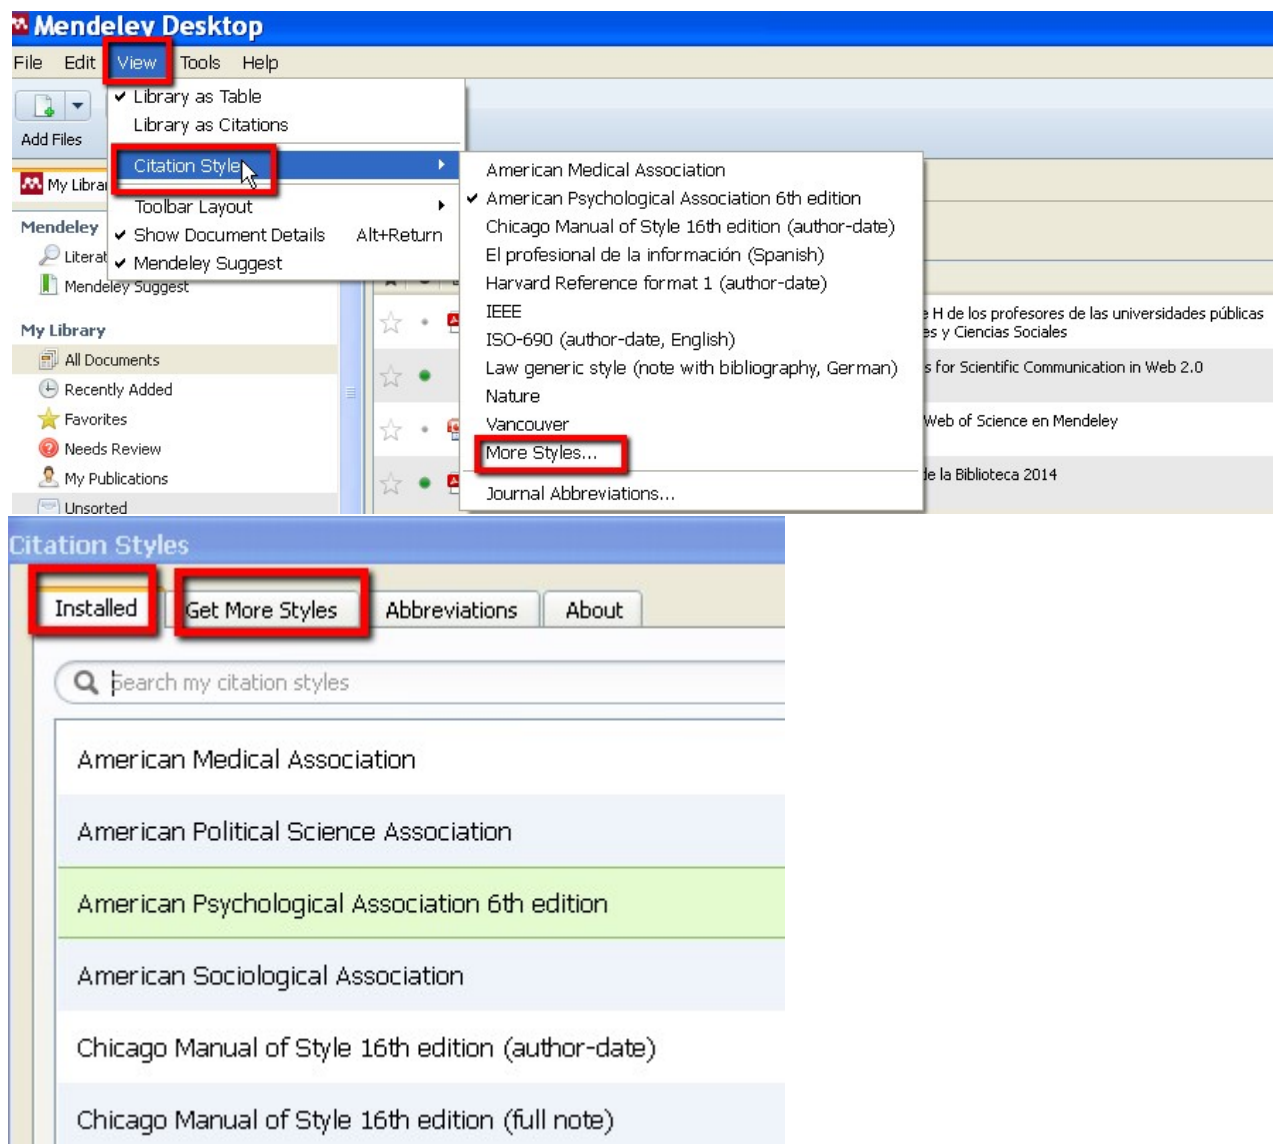 Mendeley Desktop
File Edit View Tools Help
Add Files
✔ Library as Table
Library as Citations
Citation Style
Toolbar Layout
✔ Show Document Details Alt+Return
✔ Mendeley Suggest
American Medical Association
✔ American Psychological Association 6th edition
Chicago Manual of Style 16th edition (author-date)
El profesional de la información (Spanish)
Harvard Reference format 1 (author-date)
IEEE
ISO-690 (author-date, English)
Law generic style (note with bibliography, German)
Nature
Vancouver
More Styles...
Journal Abbreviations...
My Librar
Mendeley
Literat
Mendeley Suggest
My Library
All Documents
Recently Added
Favorites
Needs Review
My Publications
Unsorted
H de los profesores de las universidades públicas
es y Ciencias Sociales
s for Scientific Communication in Web 2.0
Web of Science en Mendeley
de la Biblioteca 2014
Citation Styles
Installed Get More Styles Abbreviations About
Search my citation styles
American Medical Association
American Political Science Association
American Psychological Association 6th edition
American Sociological Association
Chicago Manual of Style 16th edition (author-date)
Chicago Manual of Style 16th edition (full note)